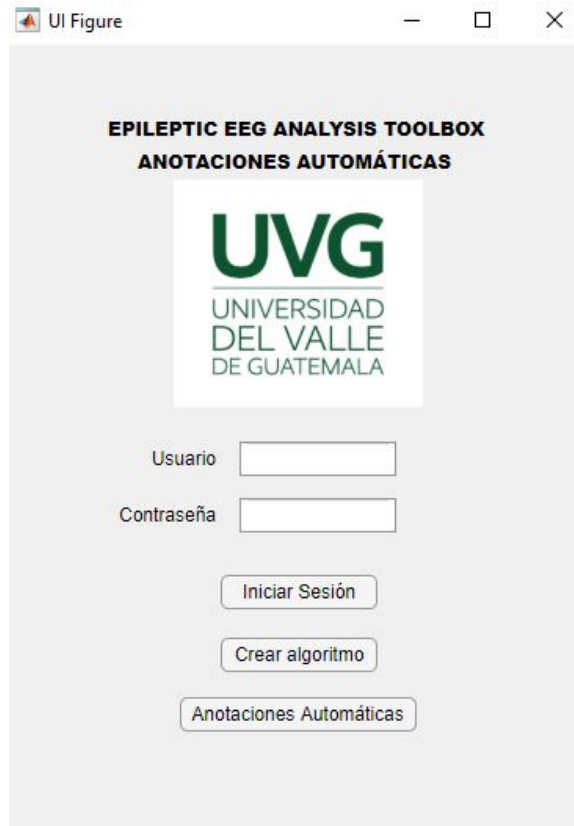 UI Figure
EPILEPTIC EEG ANALYSIS TOOLBOX
ANOTACIONES AUTOMÁTICAS
UVG
UNIVERSIDAD
DEL VALLE
DE GUATEMALA
Usuario
Contraseña
Iniciar Sesión
Crear algoritmo
Anotaciones Automáticas